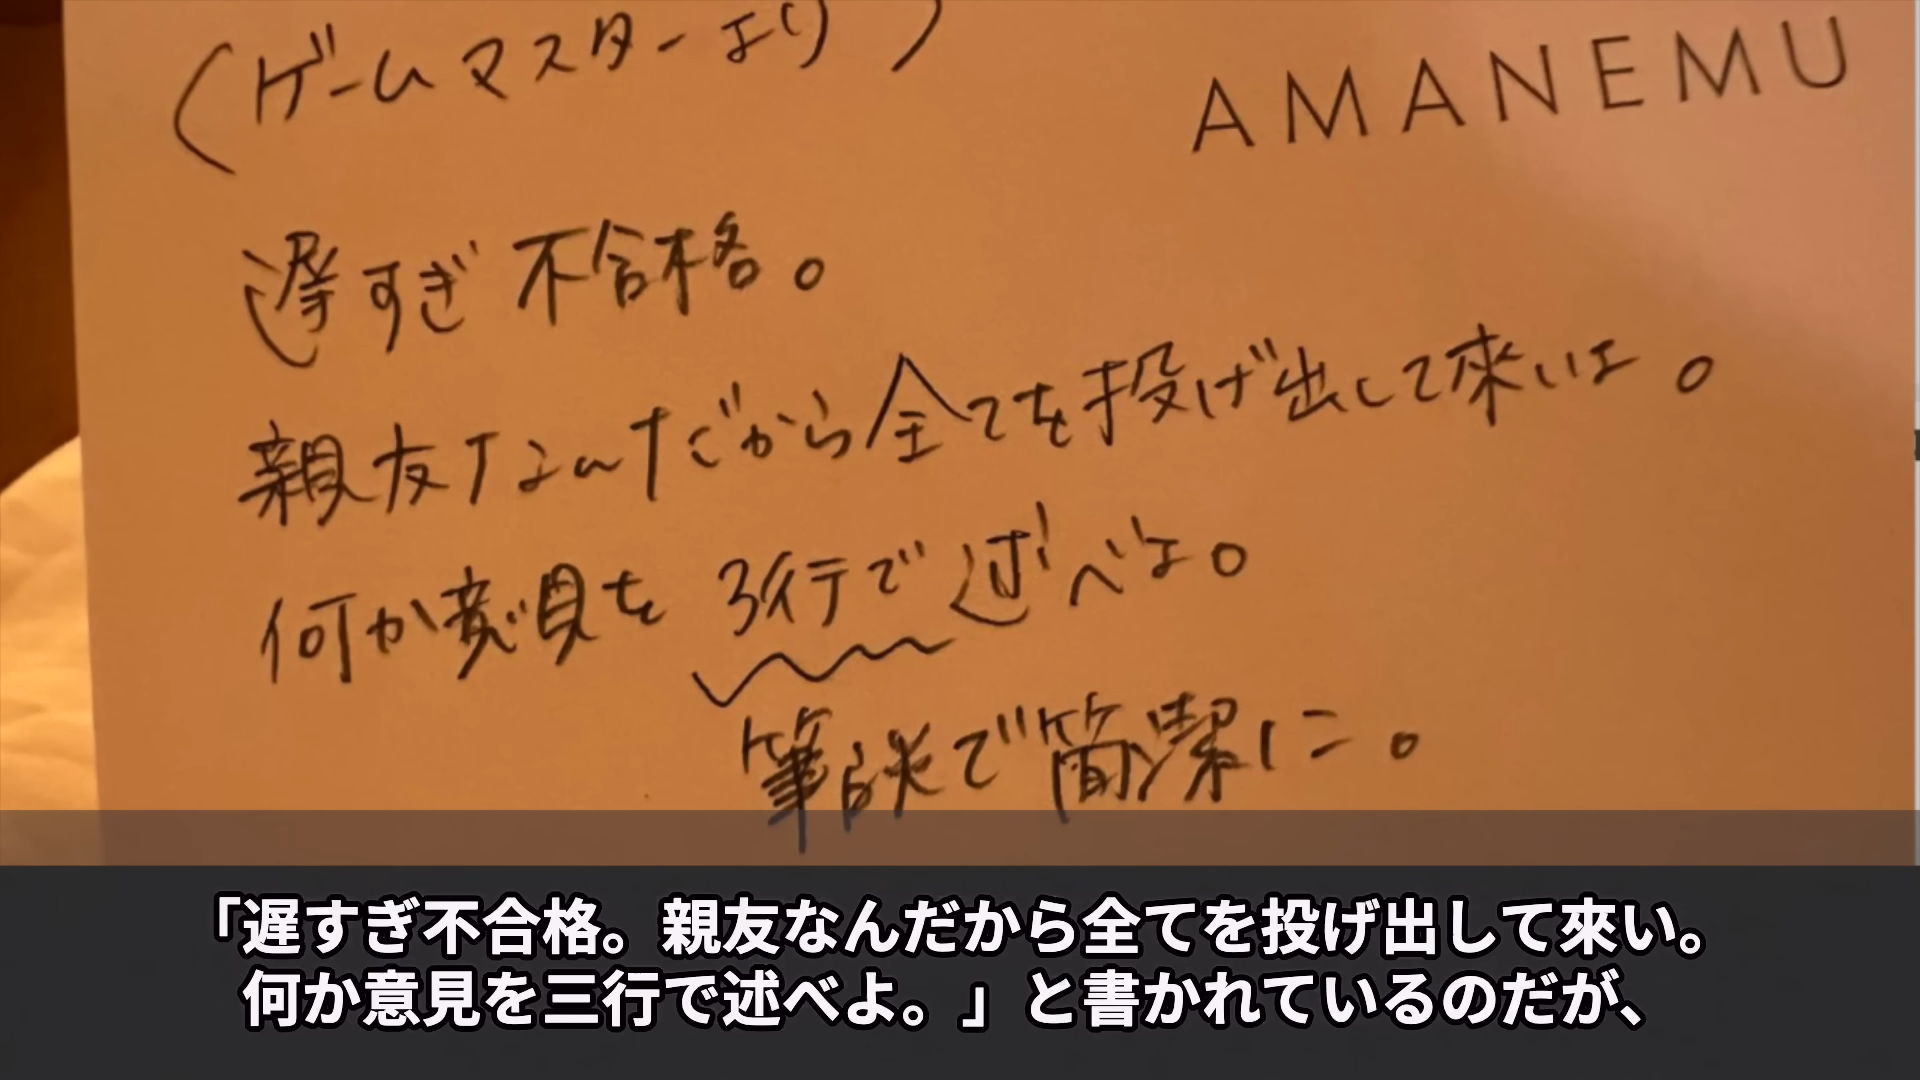 (ゲームマスターより)
AMANEMU
遅すぎ不合格。
親友なんだから全てを投げ出して來いよ。
何か意見を3行で述べよ。
筆談で簡潔に。
「遅すぎ不合格。親友なんだから全てを投げ出して來い。
何か意見を三行で述べよ。」と書かれているのだが、